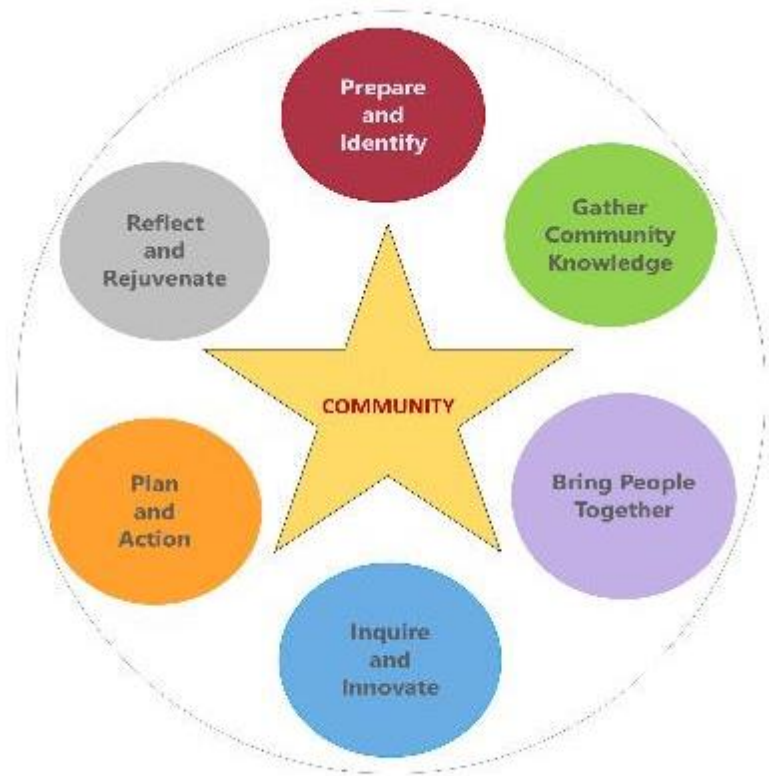 Prepare
and
Identify
Gather
Community
Knowledge
Bring People
Together
Inquire
and
Innovate
Plan
and
Action
Reflect
and
Rejuvenate
COMMUNITY